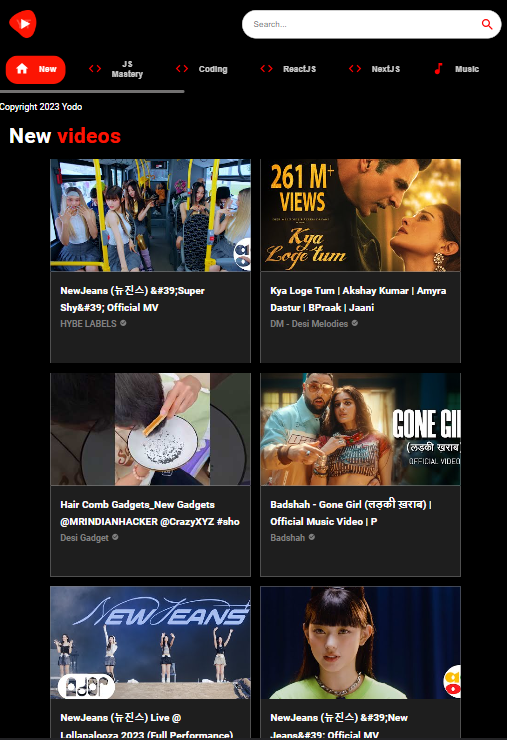 Search...
New
JS
Mastery
Coding
ReactJS
NextJS
Music
Copyright 2023 Yodo
New videos
261 M+
VIEWS
Kya
Loge tum
NewJeans (뉴진스) &#39;Super
Shy&#39; Official MV
HYBE LABELS
Kya Loge Tum | Akshay Kumar | Amyra
Dastur | BPraak | Jaani
DM - Desi Melodies
GONE GI
(लड़की ख़राब)
OFFICIAL VIDEO
Hair Comb Gadgets_New Gadgets
@MRINDIANHACKER @CrazyXYZ #sho
Desi Gadget
Badshah - Gone Girl (लड़की ख़राब) |
Official Music Video | P
Badshah
NEWJEANS
NewJeans (뉴진스) Live @
Lollapalooza 2023 (Full Performance)
NewJeans (뉴진스) &#39;New
Jeans&#39; Official MV